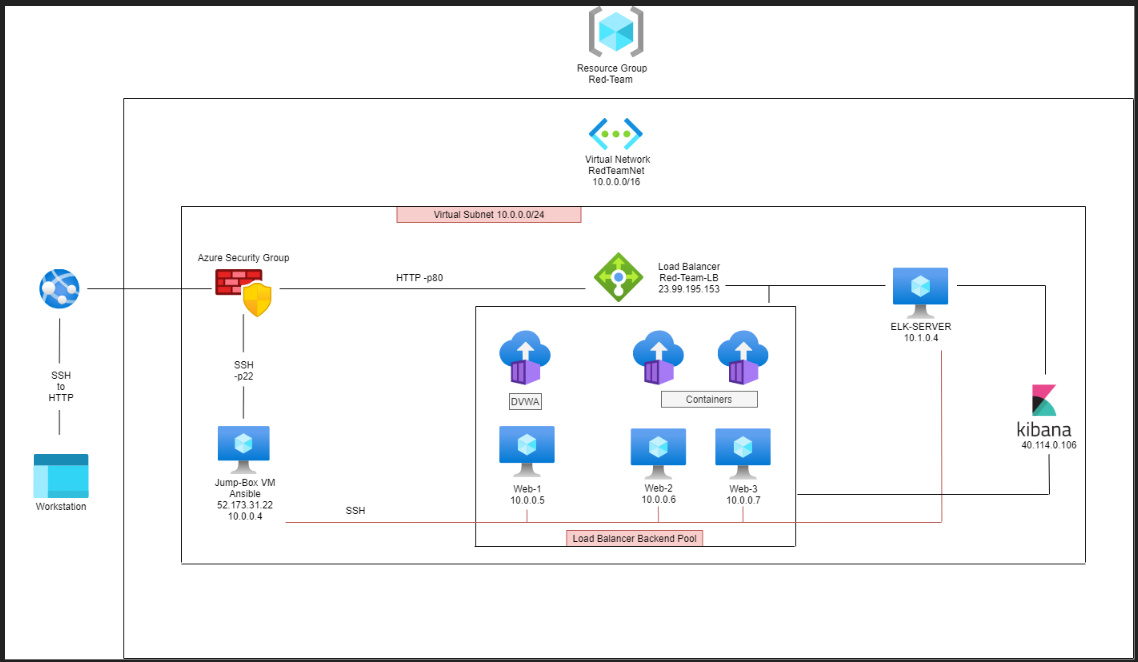 Resource Group
Red-Team
Virtual Network
RedTeamNet
10.0.0.0/16
Virtual Subnet 10.0.0.0/24
Azure Security Group
HTTP -p80
Load Balancer
Red-Team-LB
23.99.195.153
ELK-SERVER
10.1.0.4
SSH
to
HTTP
SSH
-p22
DVWA
Containers
kibana
40.114.0.106
Workstation
Jump-Box VM
Ansible
52.173.31.22
10.0.0.4
Web-1
10.0.0.5
Web-2
10.0.0.6
Web-3
10.0.0.7
SSH
Load Balancer Backend Pool